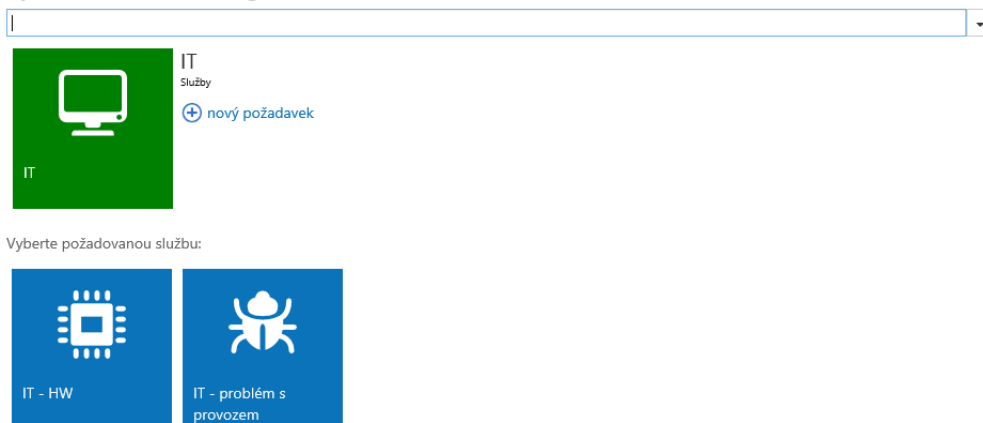 IT
Služby
nový požadavek
IT
Vyberte požadovanou službu:
IT - HW
IT - problém s
provozem